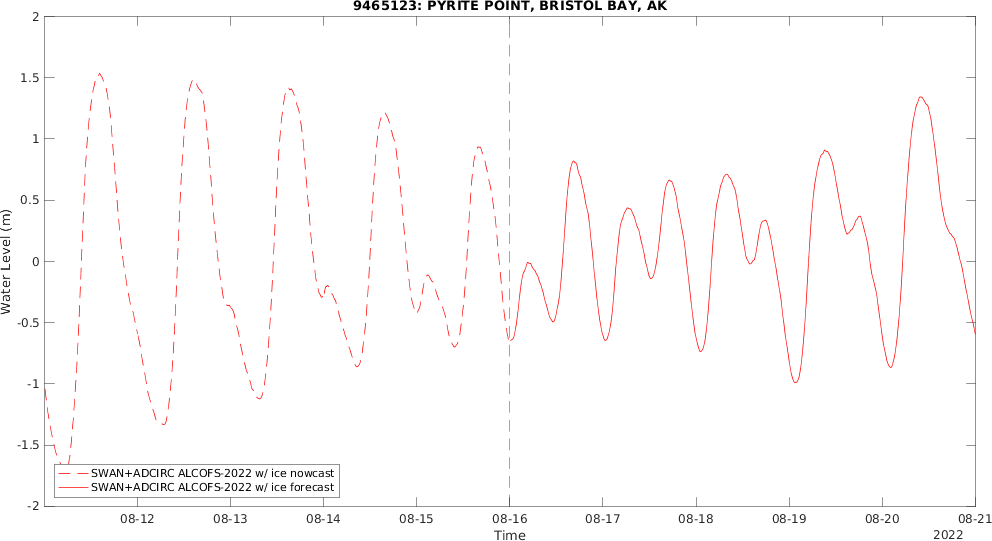 9465123: PYRITE POINT, BRISTOL BAY, AK
2
1.5
1
0.5
0
-0.5
-1
-1.5
-2
Water Level (m)
SWAN+ADCIRC ALCOFS-2022 w/ ice nowcast
SWAN+ADCIRC ALCOFS-2022 w/ ice forecast
08-12 08-13 08-14 08-15 08-16 08-17 08-18 08-19 08-20 08-21
Time
2022